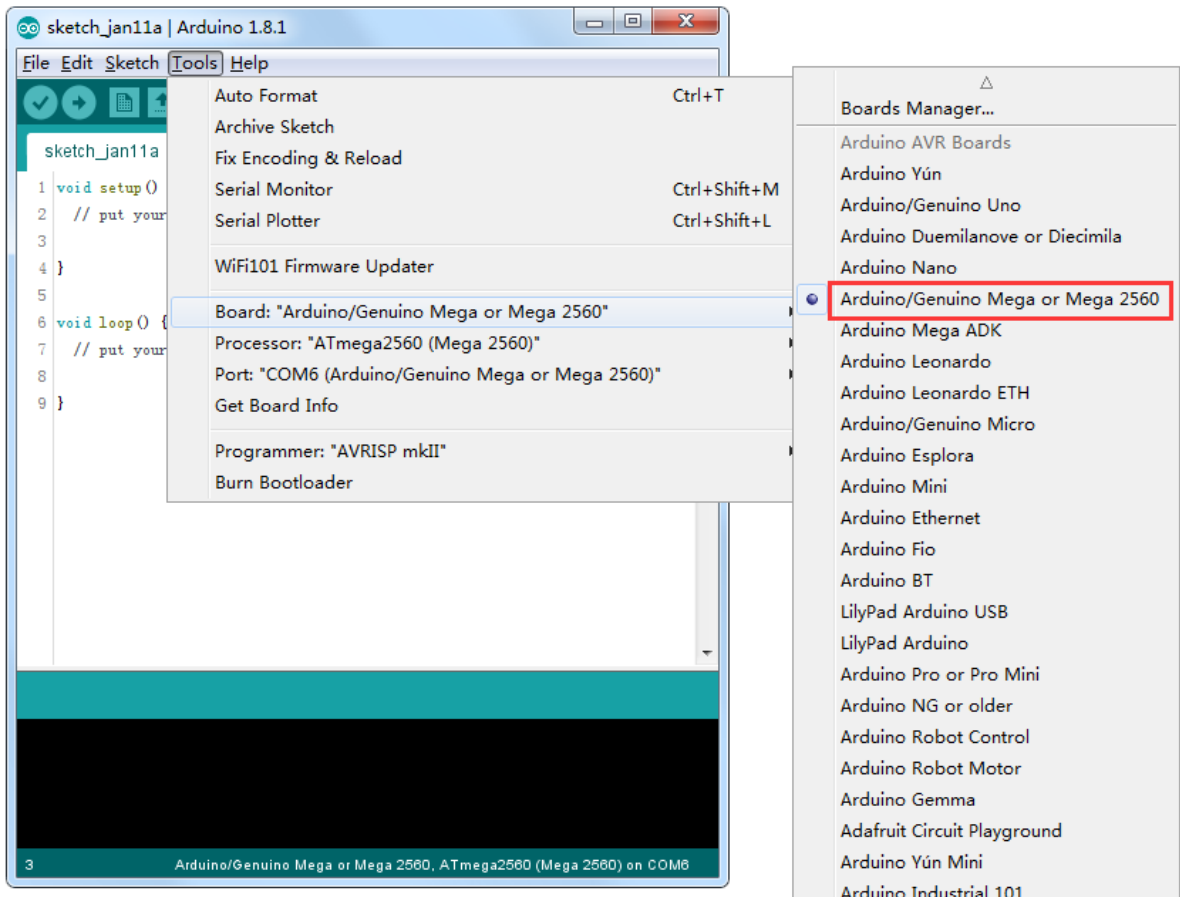 sketch_jan11a | Arduino 1.8.1
File Edit Sketch Tools Help
sketch_jan11a
1 void setup()
2 // put your
3
4 }
5
6 void loop() {
7 // put your
8
9 }
Auto Format Ctrl+T
Archive Sketch
Fix Encoding & Reload
Serial Monitor Ctrl+Shift+M
Serial Plotter Ctrl+Shift+L
WiFi101 Firmware Updater
Board: "Arduino/Genuino Mega or Mega 2560"
Processor: "ATmega2560 (Mega 2560)"
Port: "COM6 (Arduino/Genuino Mega or Mega 2560)"
Get Board Info
Programmer: "AVRISP mkII"
Burn Bootloader
Boards Manager...
Arduino AVR Boards
Arduino Yún
Arduino/Genuino Uno
Arduino Duemilanove or Diecimila
Arduino Nano
Arduino/Genuino Mega or Mega 2560
Arduino Mega ADK
Arduino Leonardo
Arduino Leonardo ETH
Arduino/Genuino Micro
Arduino Esplora
Arduino Mini
Arduino Ethernet
Arduino Fio
Arduino BT
LilyPad Arduino USB
LilyPad Arduino
Arduino Pro or Pro Mini
Arduino NG or older
Arduino Robot Control
Arduino Robot Motor
Arduino Gemma
Adafruit Circuit Playground
Arduino Yún Mini
Arduino Industrial 101
3 Arduino/Genuino Mega or Mega 2560, ATmega2560 (Mega 2560) on COM6